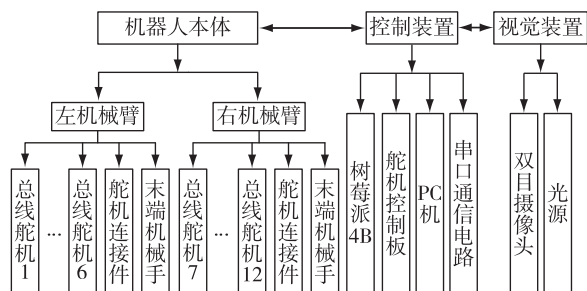 机器人本体
控制装置
视觉装置
左机械臂
右机械臂
总线舵机1
...
总线舵机6
舵机连接件
末端机械手
总线舵机7
...
总线舵机12
舵机连接件
末端机械手
树莓派4B
舵机控制板
PC机
串口通信电路
双目摄像头
光源